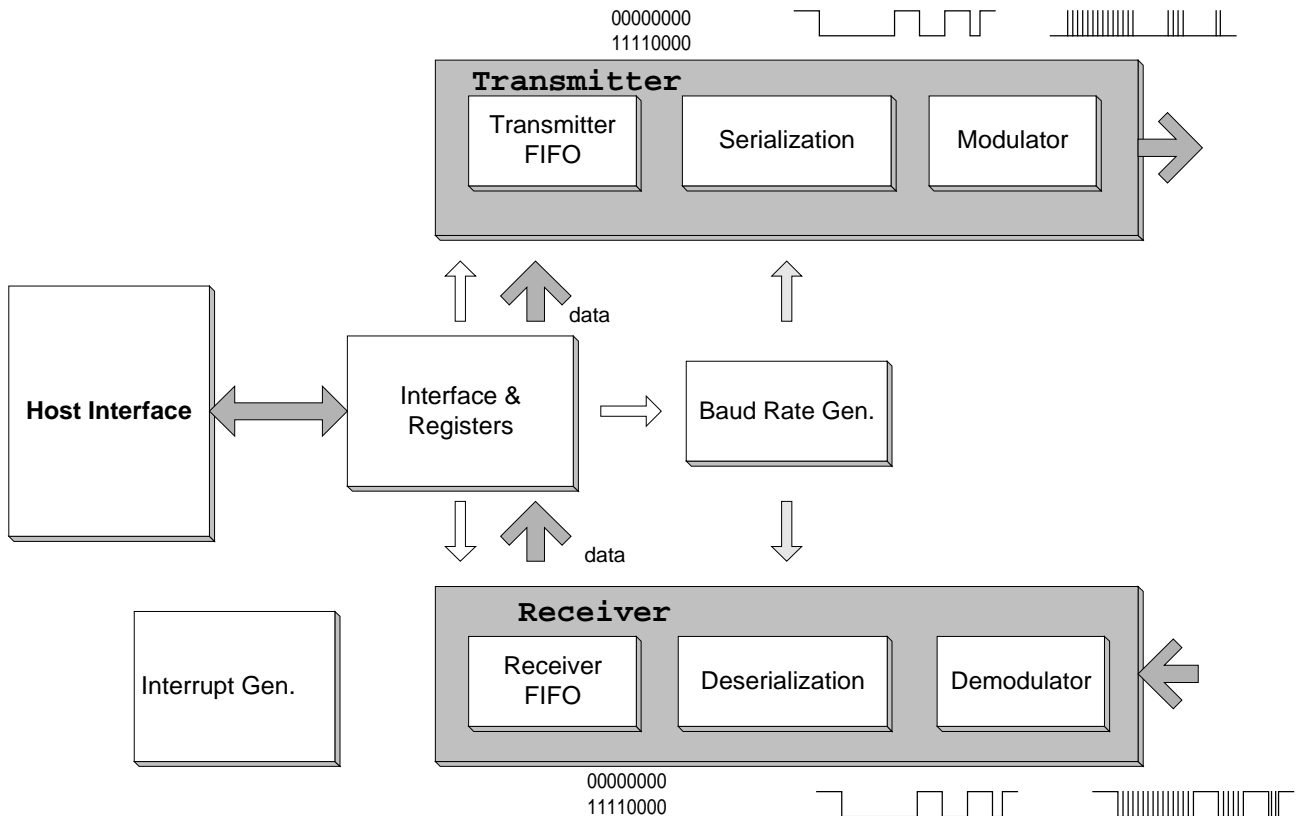 00000000
11110000
Transmitter
Transmitter
FIFO
Serialization
Modulator
data
Host Interface
Interface &
Registers
Baud Rate Gen.
data
Receiver
Interrupt Gen.
Receiver
FIFO
Deserialization
Demodulator
00000000
11110000